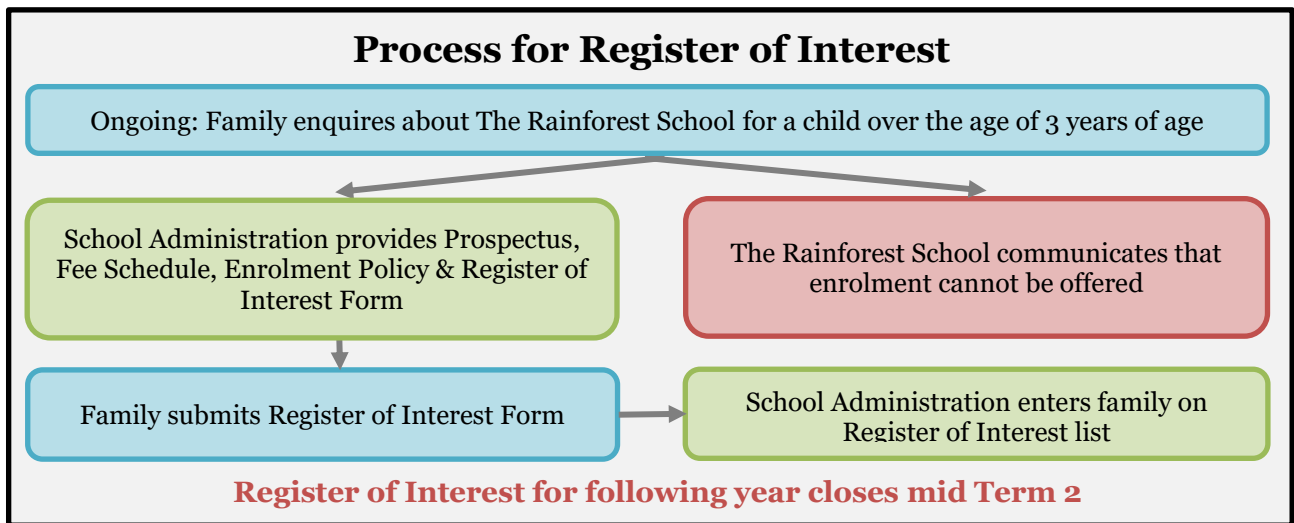 Process for Register of Interest
Ongoing: Family enquires about The Rainforest School for a child over the age of 3 years of age
School Administration provides Prospectus,
Fee Schedule, Enrolment Policy & Register of
Interest Form
The Rainforest School communicates that
enrolment cannot be offered
Family submits Register of Interest Form
School Administration enters family on
Register of Interest list
Register of Interest for following year closes mid Term 2